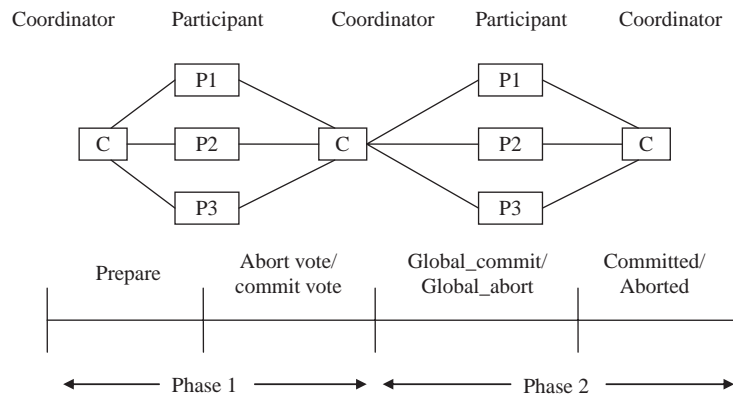 Coordinator Participant Coordinator Participant Coordinator
P1 P1
C P2 C P2 C
P3 P3
Prepare
Abort vote/
commit vote
Global_commit/
Global_abort
Committed/
Aborted
Phase 1 Phase 2